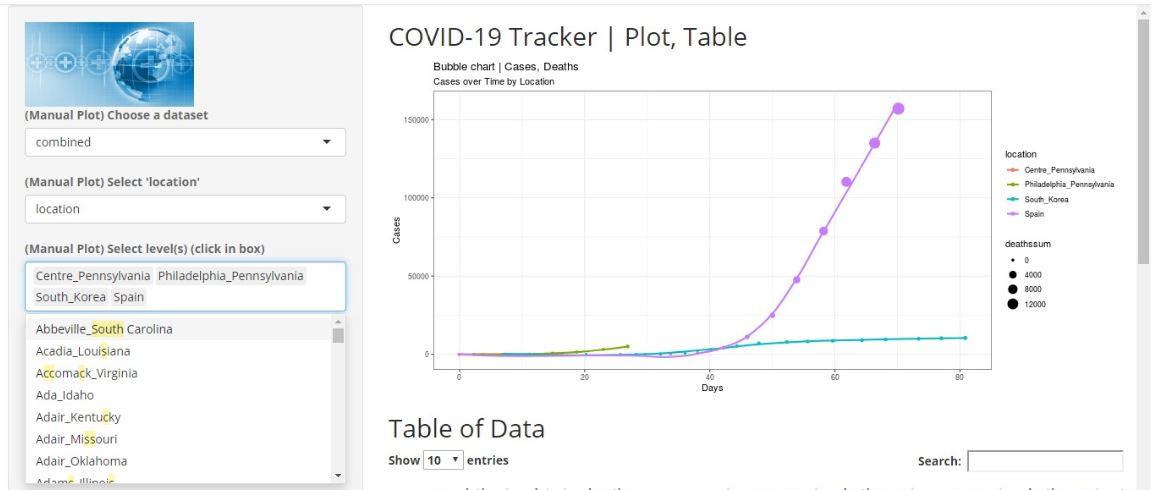 (Manual Plot) Choose a dataset
combined
(Manual Plot) Select 'location'
location
(Manual Plot) Select level(s) (click in box)
Centre_Pennsylvania Philadelphia_Pennsylvania
South_Korea Spain
Abbeville_South Carolina
Acadia_Louisiana
Accomack_Virginia
Ada_Idaho
Adair_Kentucky
Adair_Missouri
Adair_Oklahoma
Adams_Illinois
COVID-19 Tracker | Plot, Table
Bubble chart | Cases, Deaths
Cases over Time by Location
Cases
150000
100000
50000
0
0 20 40 60 80
Days
location
Centre_Pennsylvania
Philadelphia_Pennsylvania
South_Korea
Spain
deathssum
0
4000
8000
12000
Table of Data
Show 10 entries
Search: